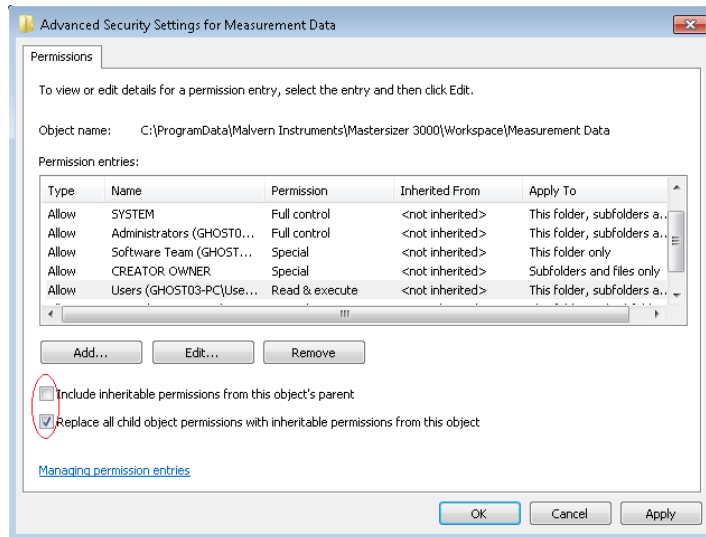 Advanced Security Settings for Measurement Data
Permissions
To view or edit details for a permission entry, select the entry and then click Edit.
Object name: C:\ProgramData\Malvern Instruments\Mastersizer 3000\Workspace\Measurement Data
Permission entries:
Type Name Permission Inherited From Apply To
Allow SYSTEM Full control <not inherited> This folder, subfolders a...
Allow Administrators (GHOST0... Full control <not inherited> This folder, subfolders a...
Allow Software Team (GHOST... Special <not inherited> This folder only
Allow CREATOR OWNER Special <not inherited> Subfolders and files only
Allow Users (GHOST03-PC\Use... Read & execute <not inherited> This folder, subfolders a...
Add... Edit... Remove
Include inheritable permissions from this object's parent
Replace all child object permissions with inheritable permissions from this object
Managing permission entries
OK Cancel Apply